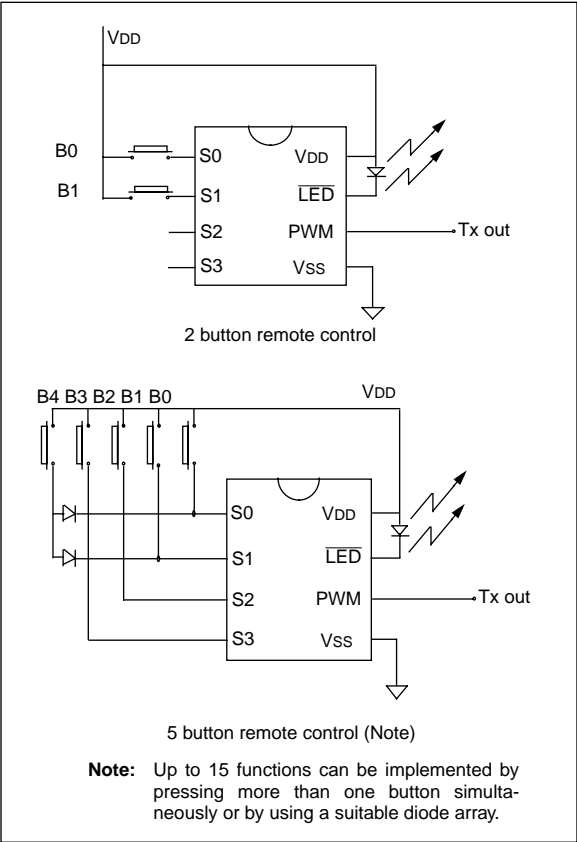 VDD
B0
B1
S0
S1
S2
S3
VDD
LED
PWM
VSS
Tx out
2 button remote control
B4 B3 B2 B1 B0
VDD
S0
S1
S2
S3
VDD
LED
PWM
VSS
Tx out
5 button remote control (Note)
Note: Up to 15 functions can be implemented by
pressing more than one button simulta-
neously or by using a suitable diode array.